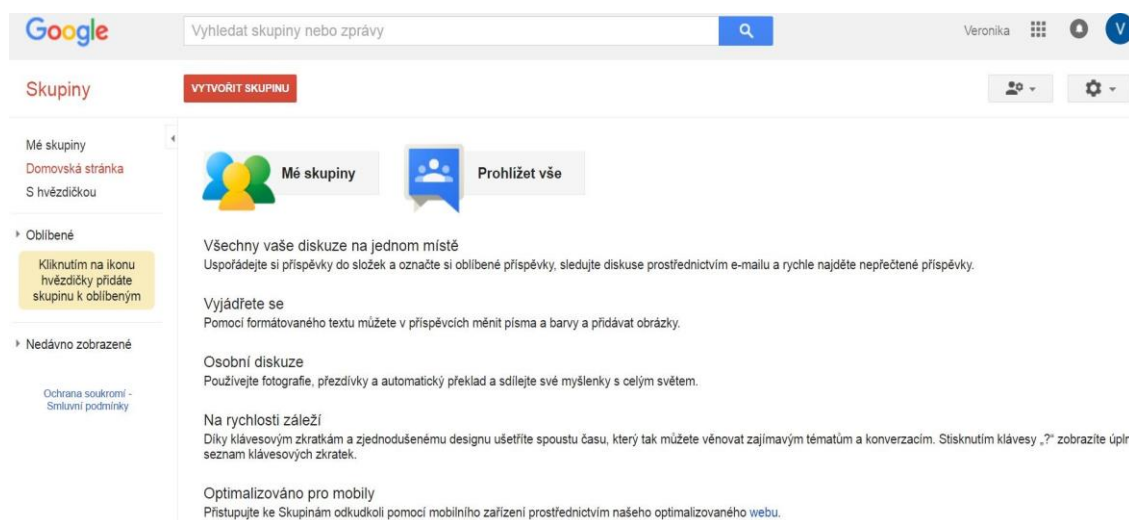 Google
Vyhledat skupiny nebo zprávy
Veronika
V
Skupiny
VYTVOŘIT SKUPINU
Mé skupiny
Domovská stránka
S hvězdičkou
Oblíbené
Kliknutím na ikonu
hvězdičky přidáte
skupinu k oblíbeným
Nedávno zobrazené
Ochrana soukromí -
Smluvní podmínky
Mé skupiny
Prohlížet vše
Všechny vaše diskuze na jednom místě
Uspořádejte si příspěvky do složek a označte si oblíbené příspěvky, sledujte diskuse prostřednictvím e-mailu a rychle najděte nepřečtené příspěvky.
Vyjádřete se
Pomocí formátovaného textu můžete v příspěvcích měnit písma a barvy a přidávat obrázky.
Osobní diskuze
Používejte fotografie, přezdívky a automatický překlad a sdílejte své myšlenky s celým světem.
Na rychlosti záleží
Díky klávesovým zkratkám a zjednodušenému designu ušetříte spoustu času, který tak můžete věnovat zajímavým tématům a konverzacím. Stisknutím klávesy „?“ zobrazíte úplr
seznam klávesových zkratek.
Optimalizováno pro mobily
Přistupujte ke Skupinám odkudkoli pomocí mobilního zařízení prostřednictvím našeho optimalizovaného webu.